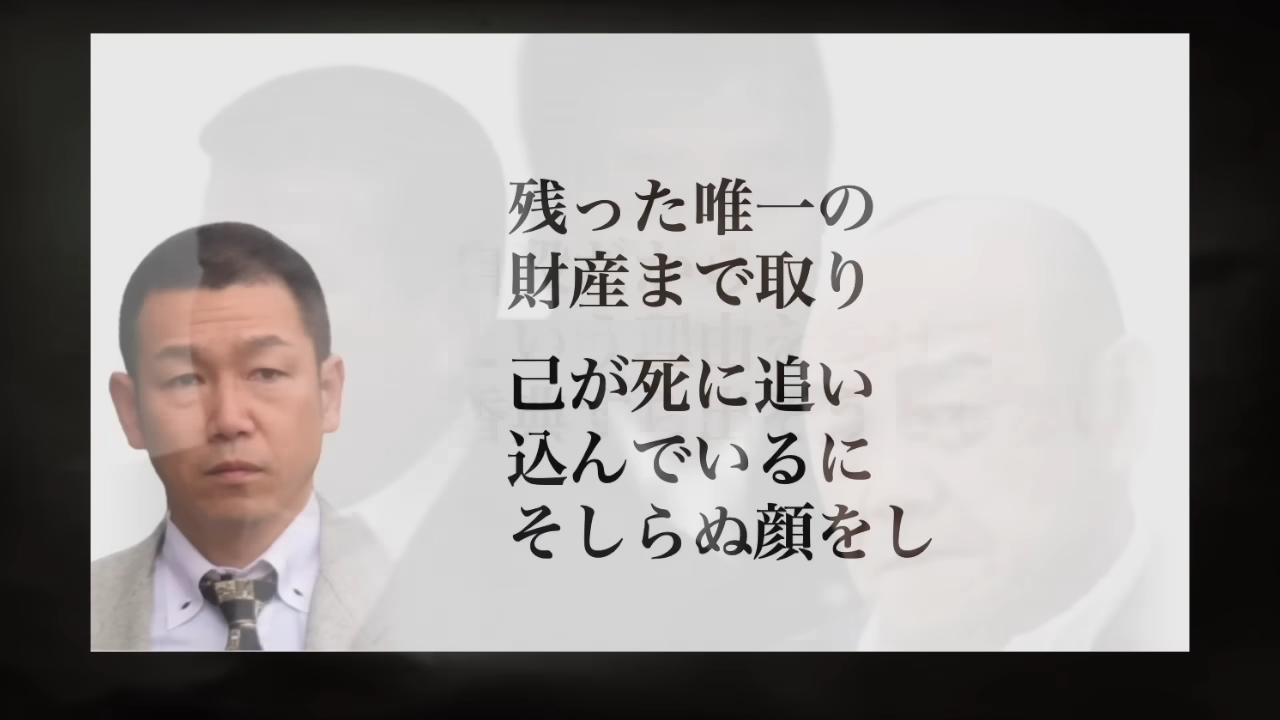 残った唯一の
財産まで取り
己が死に追い
込んでいるに
そしらぬ顔をし